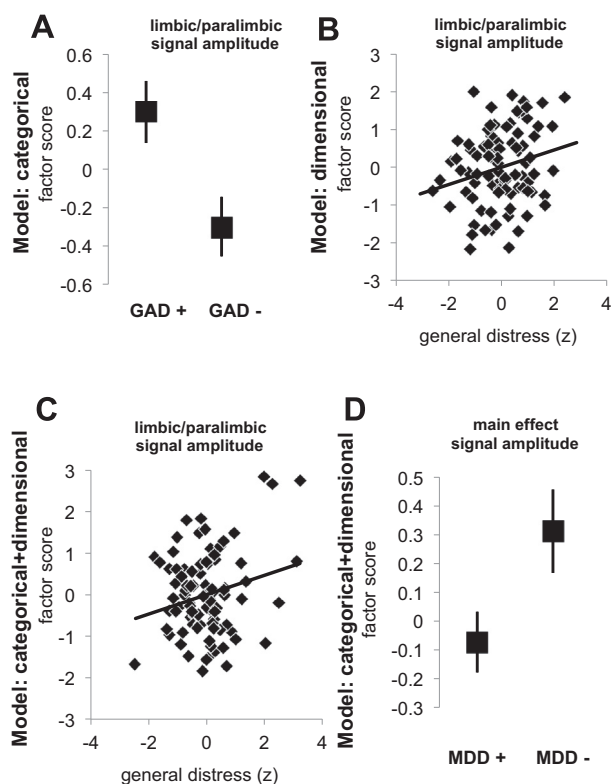 A
limbic/paralimbic
signal amplitude
Model: categorical
factor score
0.6
0.4
0.2
0
-0.2
-0.4
-0.6
GAD +
GAD -
B
limbic/paralimbic
signal amplitude
Model: dimensional
factor score
3
2
1
0
-1
-2
-3
-4
-2
0
2
4
general distress (z)
C
limbic/paralimbic
signal amplitude
Model: categorical+dimensional
factor score
3
2
1
0
-1
-2
-3
-4
-2
0
2
4
general distress (z)
D
main effect
signal amplitude
Model: categorical+dimensional
factor score
0.5
0.4
0.3
0.2
0.1
0
-0.1
-0.2
-0.3
MDD +
MDD -